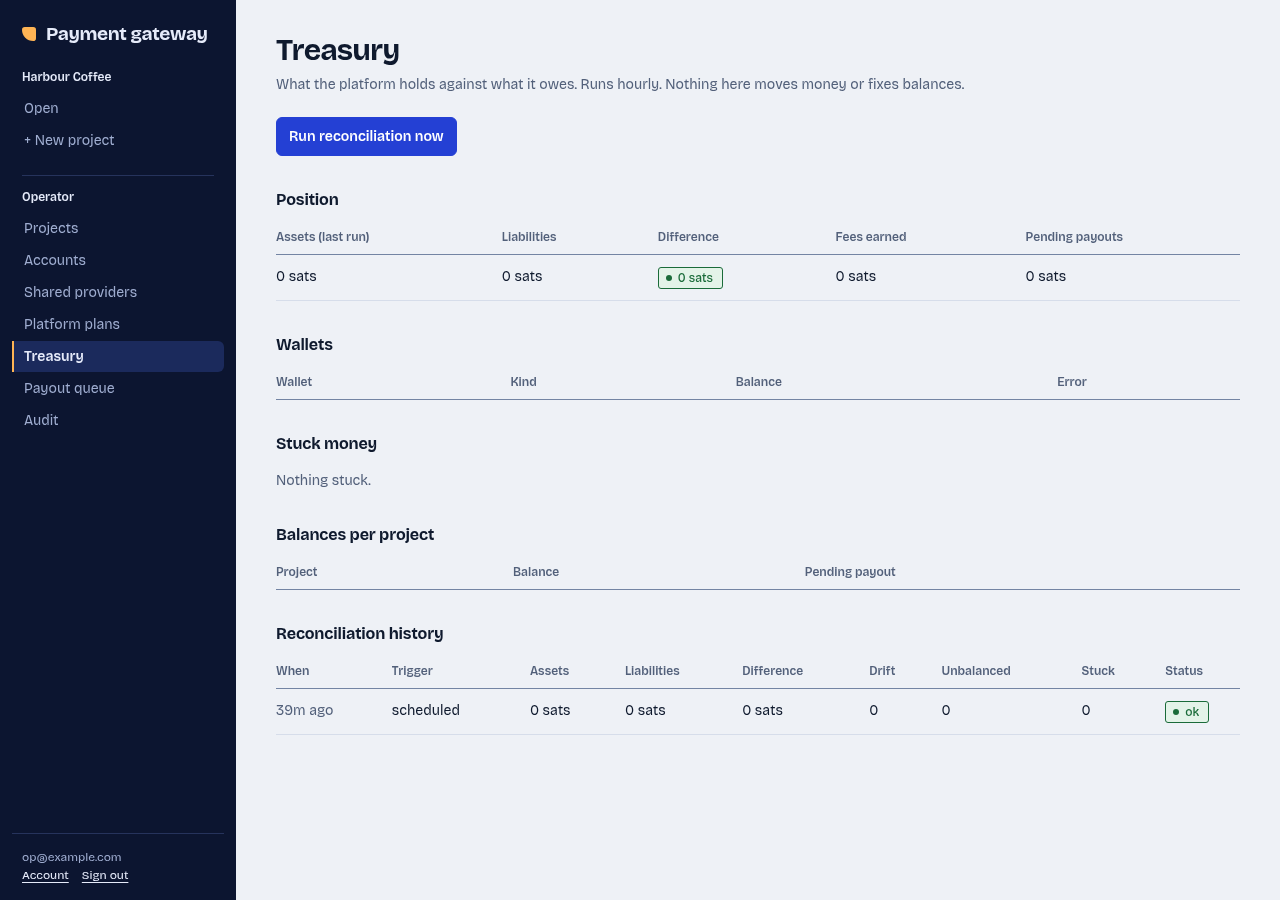 Payment gateway
Harbour Coffee
Open
+ New project
Operator
Projects
Accounts
Shared providers
Platform plans
Treasury
Payout queue
Audit
op@example.com
Account Sign out
Treasury
What the platform holds against what it owes. Runs hourly. Nothing here moves money or fixes balances.
Run reconciliation now
Position
Assets (last run) Liabilities Difference Fees earned Pending payouts
0 sats 0 sats 0 sats 0 sats 0 sats
Wallets
Wallet Kind Balance Error
Stuck money
Nothing stuck.
Balances per project
Project Balance Pending payout
Reconciliation history
When Trigger Assets Liabilities Difference Drift Unbalanced Stuck Status
39m ago scheduled 0 sats 0 sats 0 sats 0 0 0 ok